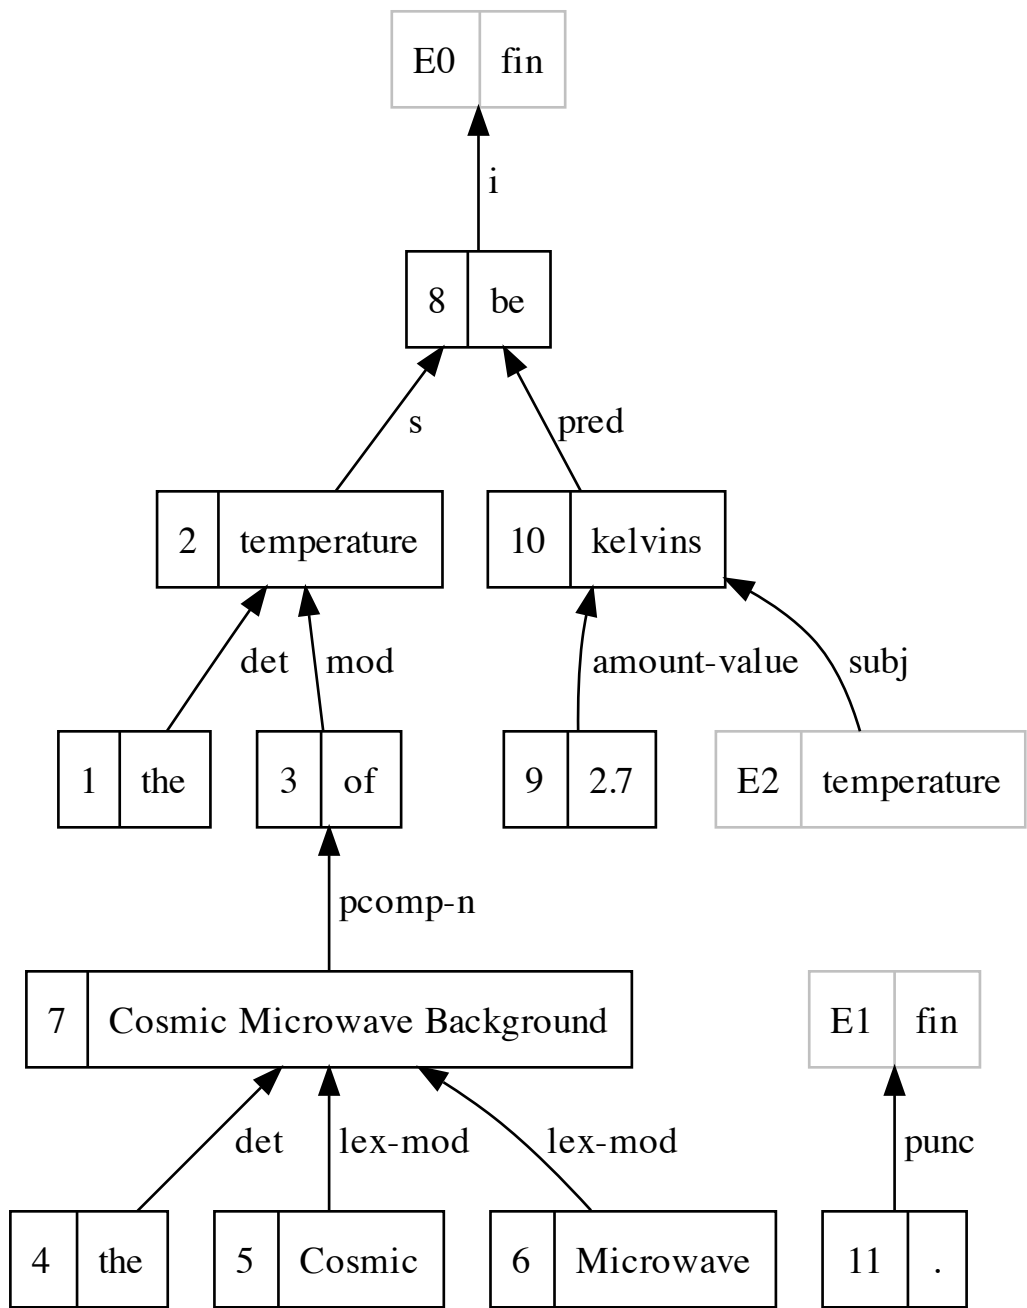 E0 fin
i
8 be
s pred
2 temperature 10 kelvins
det mod amount-value subj
1 the 3 of 9 2.7 E2 temperature
pcomp-n
7 Cosmic Microwave Background E1 fin
det lex-mod lex-mod punc
4 the 5 Cosmic 6 Microwave 11 .